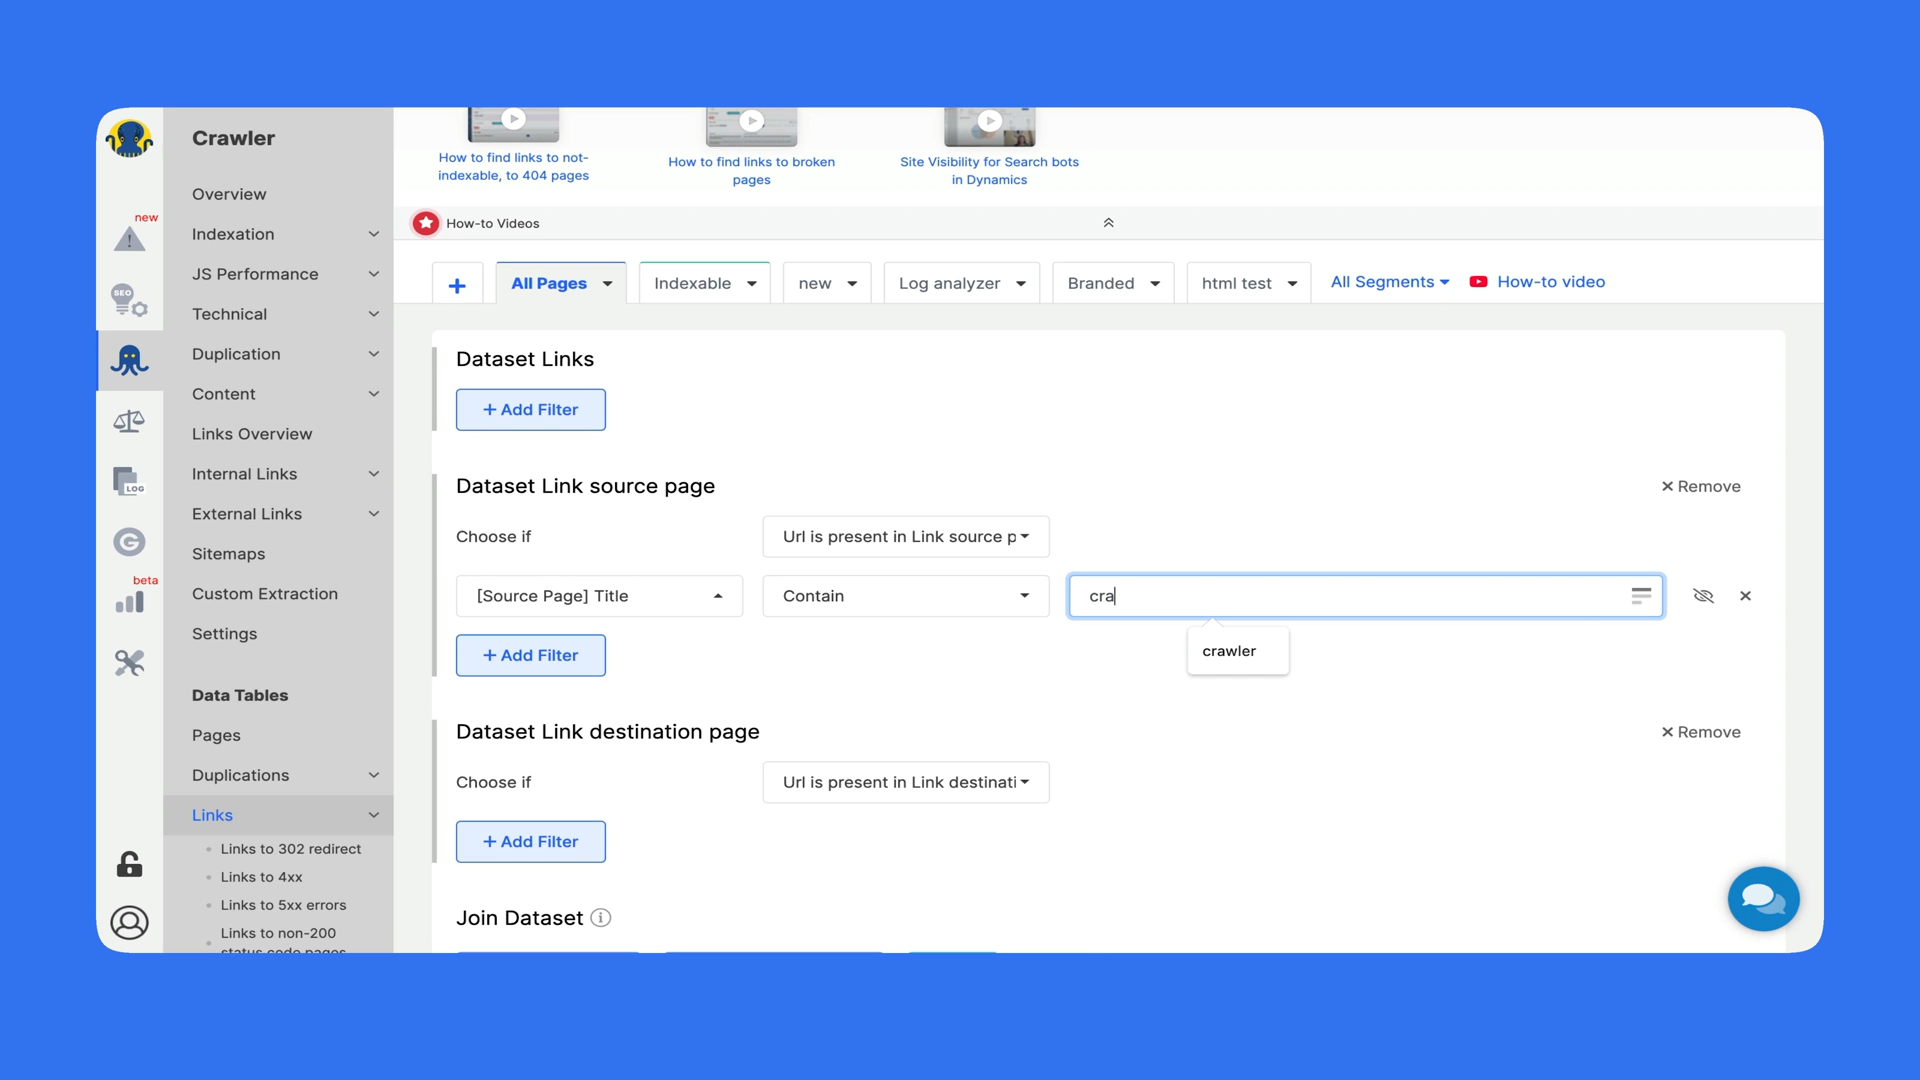 Crawler
Overview
Indexation
JS Performance
Technical
Duplication
Content
Links Overview
Internal Links
External Links
Sitemaps
Custom Extraction
Settings
Data Tables
Pages
Duplications
Links
Links to 302 redirect
Links to 4xx
Links to 5xx errors
Links to non-200
status code pages
new
SEO
LOG
G
beta
How to find links to not-
indexable, to 404 pages
How to find links to broken
pages
Site Visibility for Search bots
in Dynamics
How-to Videos
+ All Pages Indexable new Log analyzer Branded html test All Segments How-to video
Dataset Links
+ Add Filter
Dataset Link source page
× Remove
Choose if Url is present in Link source p
[Source Page] Title Contain cra
crawler
+ Add Filter
Dataset Link destination page
× Remove
Choose if Url is present in Link destinati
+ Add Filter
Join Dataset